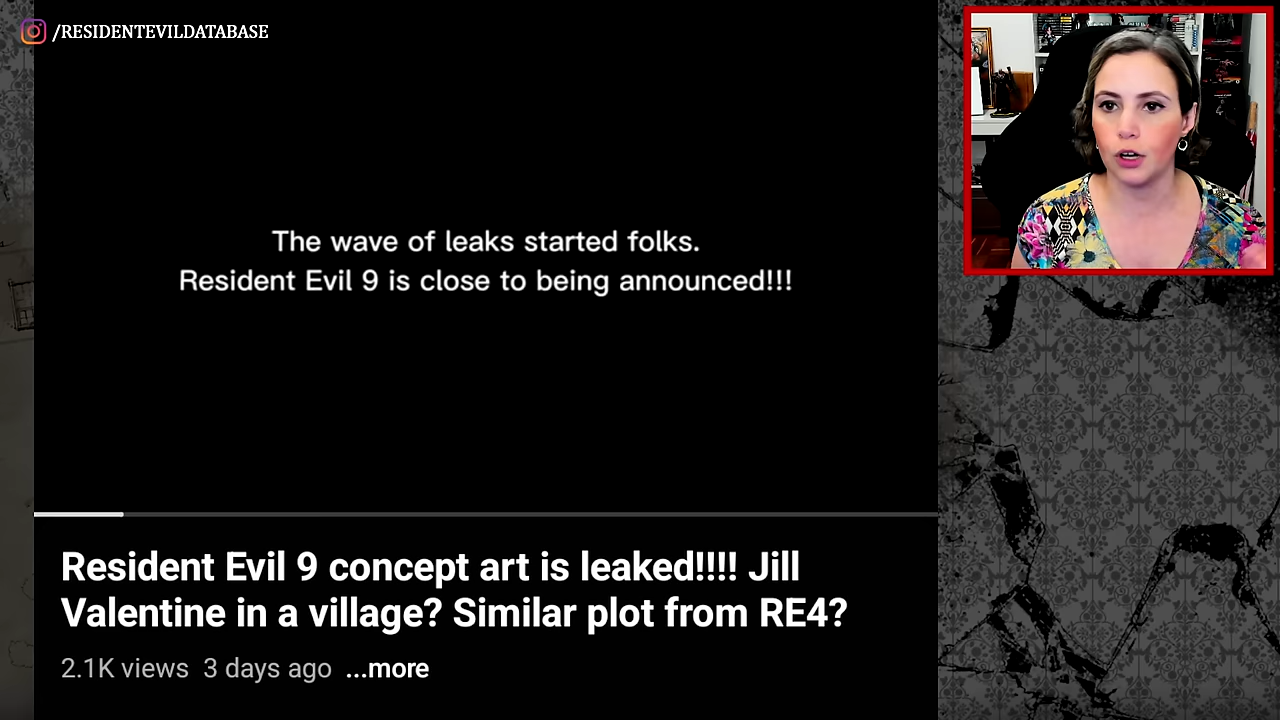 /RESIDENTEVILDATABASE
The wave of leaks started folks.
Resident Evil 9 is close to being announced!!!
Resident Evil 9 concept art is leaked!!!! Jill
Valentine in a village? Similar plot from RE4?
2.1K views 3 days ago ...more